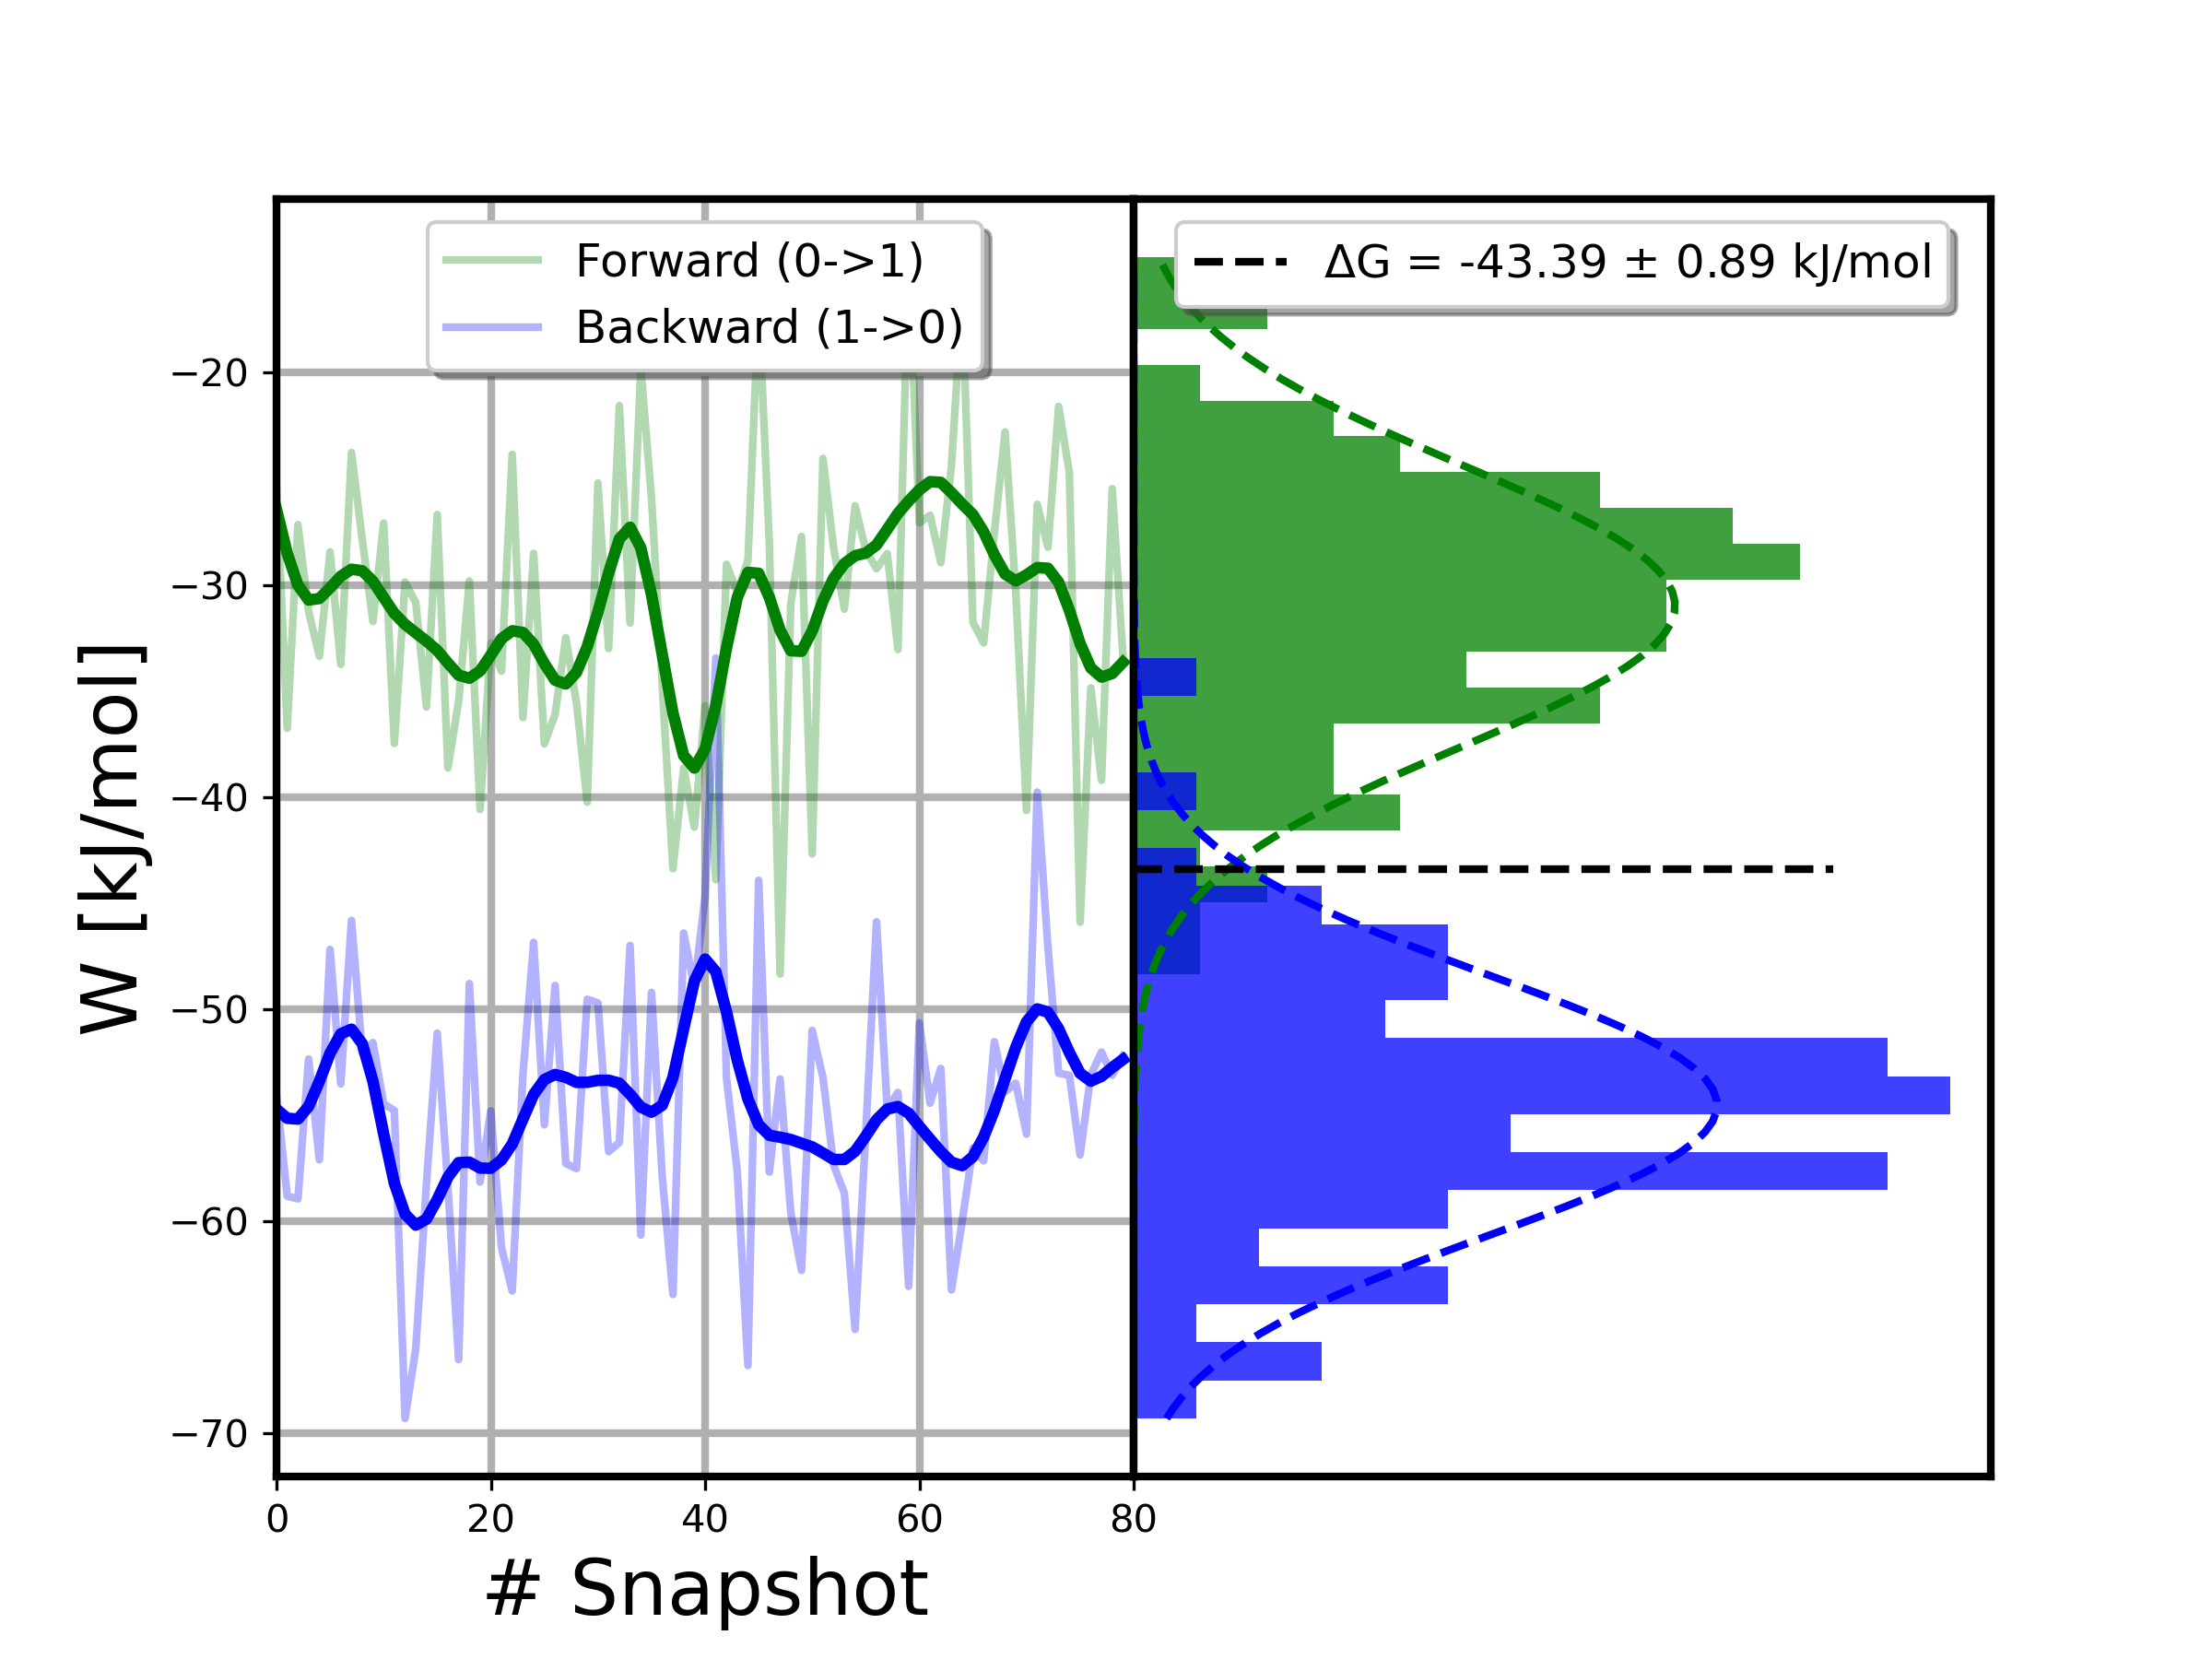 Forward (0->1)
Backward (1->0)
ΔG = -43.39 ± 0.89 kJ/mol
W [kJ/mol]
−20
−30
−40
−50
−60
−70
0 20 40 60 80
# Snapshot